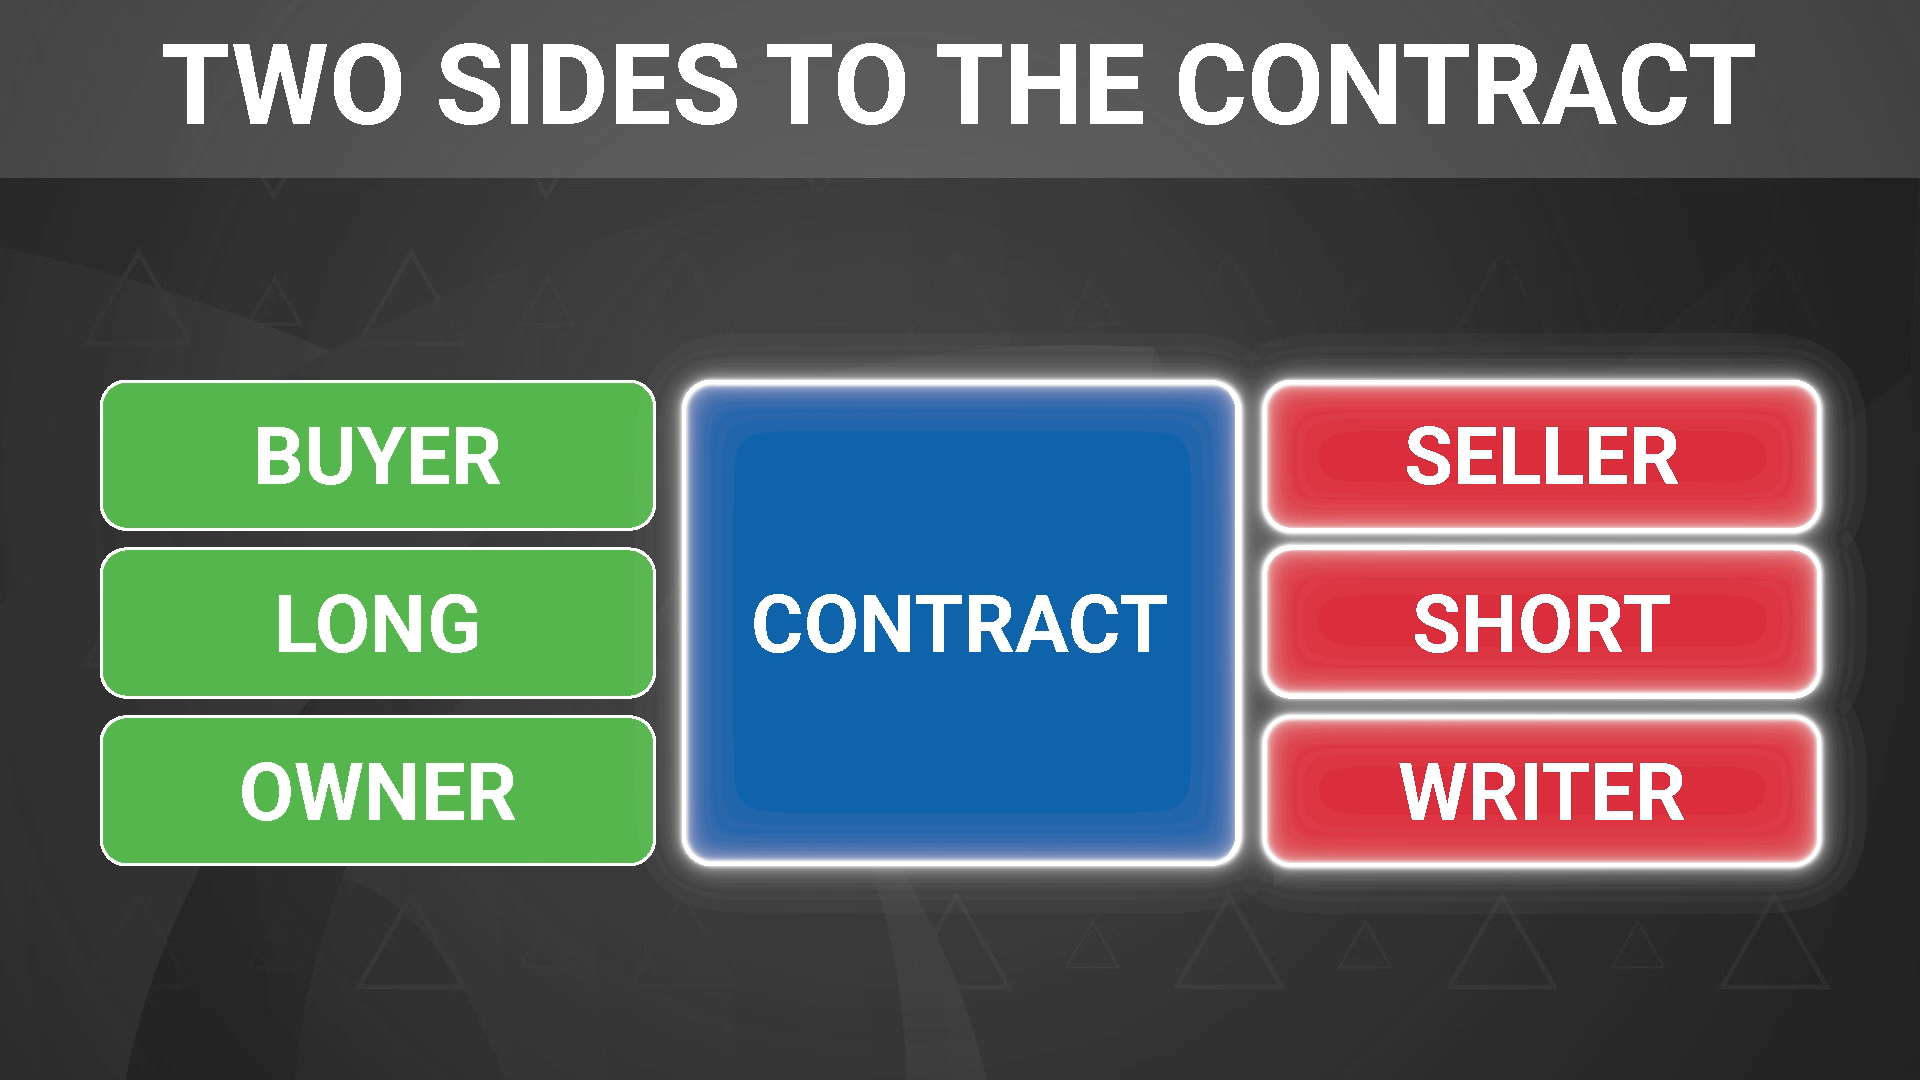 TWO SIDES TO THE CONTRACT
BUYER
LONG
OWNER
CONTRACT
SELLER
SHORT
WRITER